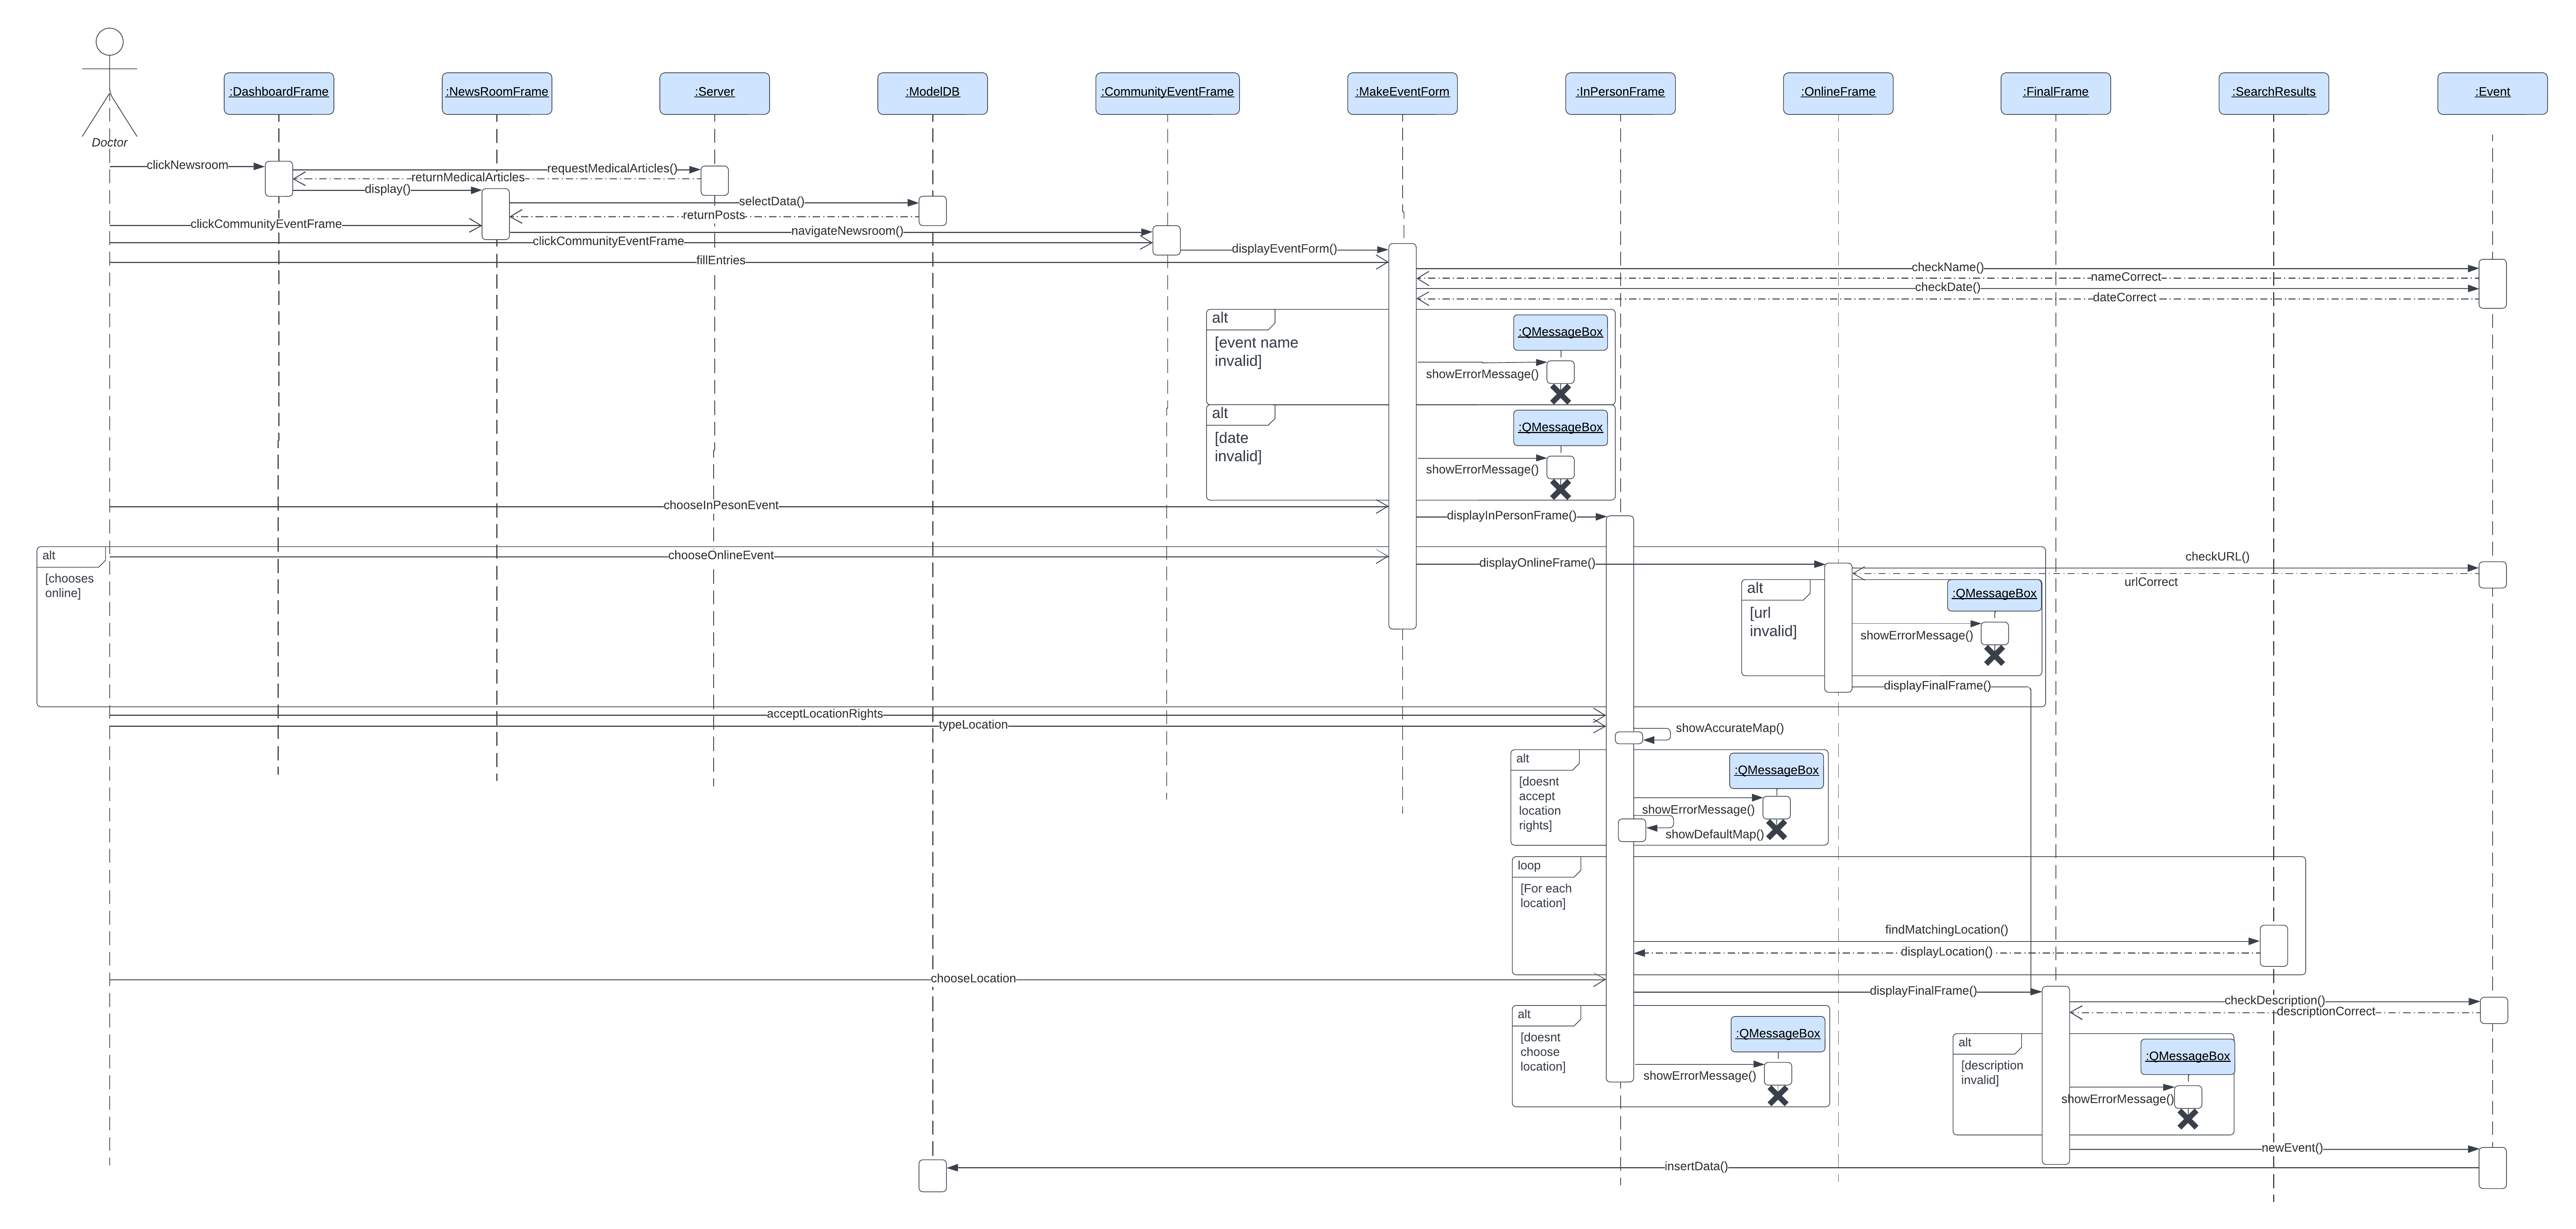 :DashboardFrame
:NewsRoomFrame
:Server
:ModelDB
:CommunityEventFrame
:MakeEventForm
:InPersonFrame
:OnlineFrame
:FinalFrame
:SearchResults
:Event
Doctor
clickNewsroom
requestMedicalArticles()
returnMedicalArticles
display()
selectData()
returnPosts
clickCommunityEventFrame
navigateNewsroom()
clickCommunityEventFrame
displayEventForm()
fillEntries
checkName()
nameCorrect
checkDate()
dateCorrect
alt
[event name
invalid]
:QMessageBox
showErrorMessage()
alt
[date
invalid]
:QMessageBox
showErrorMessage()
chooseInPesonEvent
displayInPersonFrame()
alt
[chooses
online]
chooseOnlineEvent
displayOnlineFrame()
checkURL()
urlCorrect
alt
[url
invalid]
:QMessageBox
showErrorMessage()
displayFinalFrame()
acceptLocationRights
typeLocation
showAccurateMap()
alt
[doesnt
accept
location
rights]
:QMessageBox
showErrorMessage()
showDefaultMap()
loop
[For each
location]
findMatchingLocation()
displayLocation()
chooseLocation
displayFinalFrame()
checkDescription()
descriptionCorrect
alt
[doesnt
choose
location]
:QMessageBox
showErrorMessage()
alt
[description
invalid]
:QMessageBox
showErrorMessage()
newEvent()
insertData()